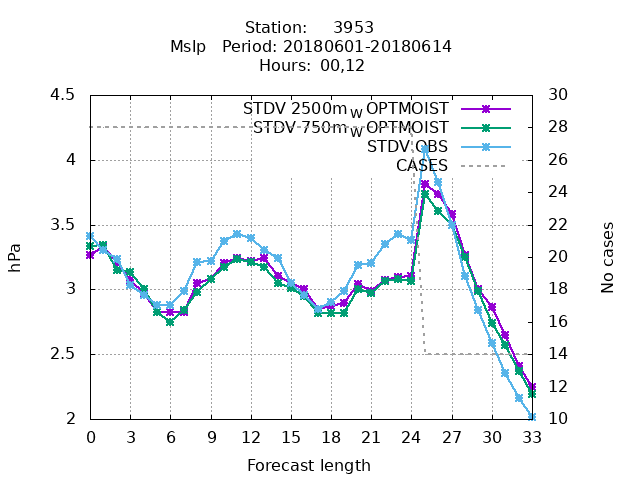 Station: 3953
Mslp Period: 20180601-20180614
Hours: 00,12
4.5
4
3.5
3
2.5
2
hPa
30
28
26
24
22
20
18
16
14
12
10
No cases
STDV 2500m_W OPTMOIST
STDV 750m_W OPTMOIST
STDV OBS
CASES
0 3 6 9 12 15 18 21 24 27 30 33
Forecast length